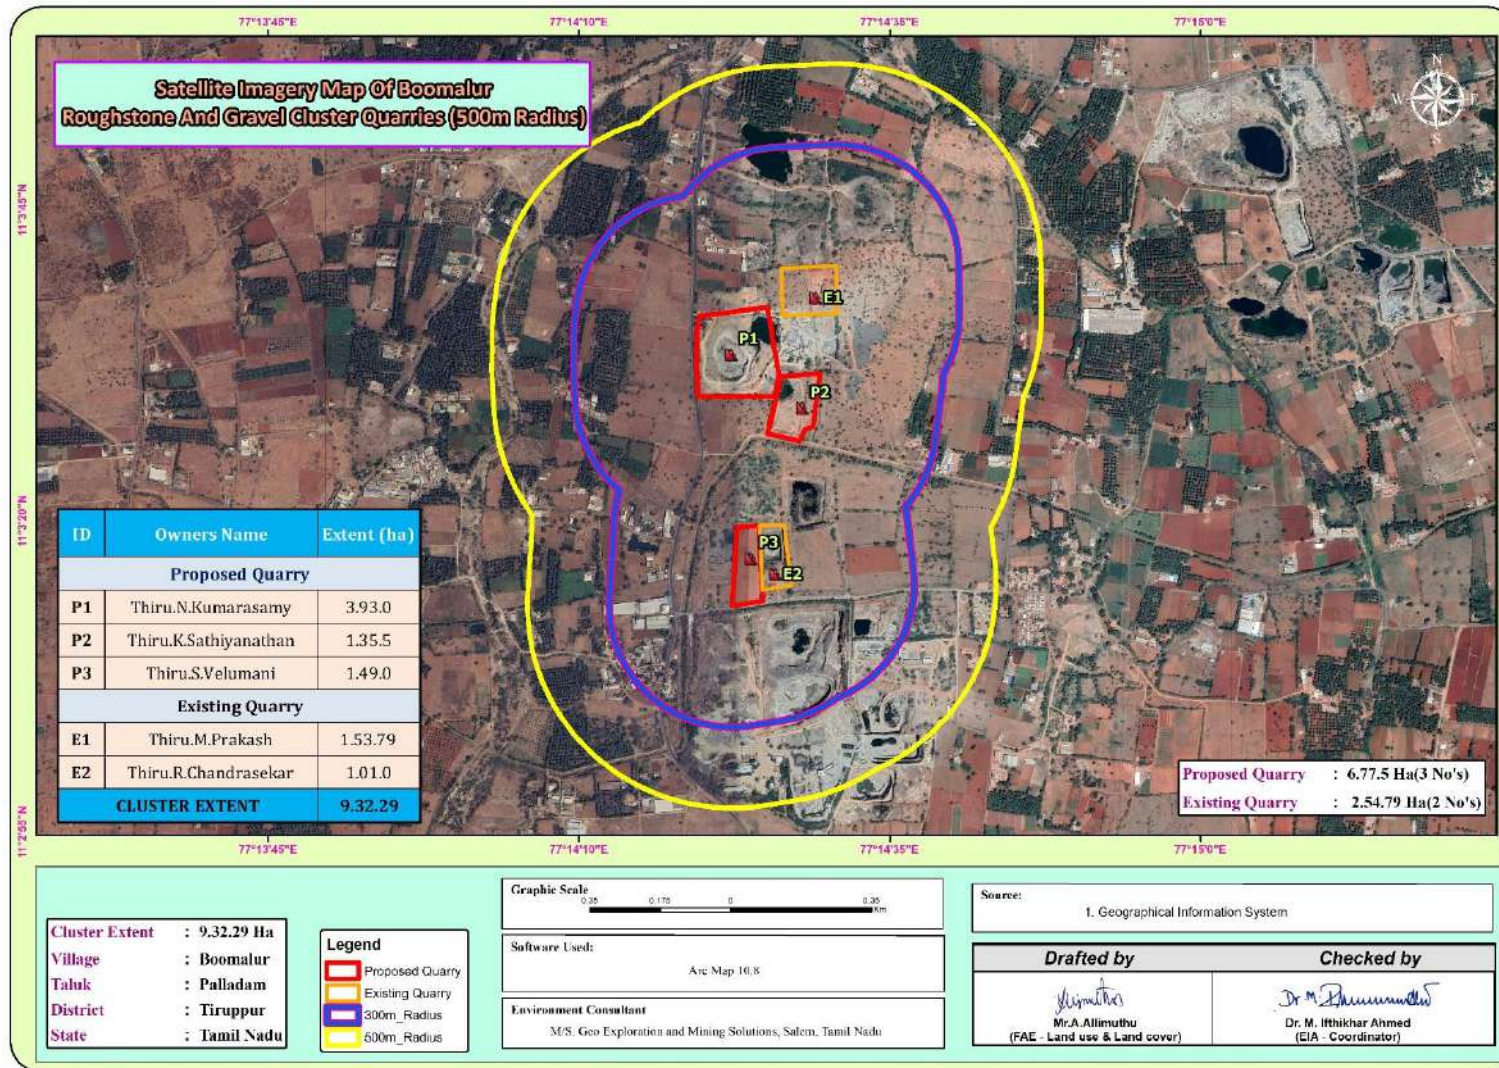 77°13'45"E 77°14'10"E 77°14'35"E 77°15'0"E
Satellite Imagery Map Of Boomalur
Roughstone And Gravel Cluster Quarries (500m Radius)
N
W E
S
11°3'45"N
11°3'20"N
11°2'55"N
E1
P1
P2
P3
E2
ID Owners Name Extent (ha)
Proposed Quarry
P1 Thiru.N.Kumarasamy 3.93.0
P2 Thiru.K.Sathiyanathan 1.35.5
P3 Thiru.S.Velumani 1.49.0
Existing Quarry
E1 Thiru.M.Prakash 1.53.79
E2 Thiru.R.Chandrasekar 1.01.0
CLUSTER EXTENT 9.32.29
Proposed Quarry : 6.77.5 Ha(3 No's)
Existing Quarry : 2.54.79 Ha(2 No's)
77°13'45"E 77°14'10"E 77°14'35"E 77°15'0"E
Cluster Extent : 9.32.29 Ha
Village : Boomalur
Taluk : Palladam
District : Tiruppur
State : Tamil Nadu
Legend
Proposed Quarry
Existing Quarry
300m_Radius
500m_Radius
Graphic Scale
0.35 0.175 0 0.35
Km
Software Used:
Arc Map 10.8
Environment Consultant
M/S. Geo Exploration and Mining Solutions, Salem, Tamil Nadu
Source:
1. Geographical Information System
Drafted by
Mr.A.Allimuthu
(FAE - Land use & Land cover)
Checked by
Dr. M. Ifthikhar Ahmed
(EIA - Coordinator)